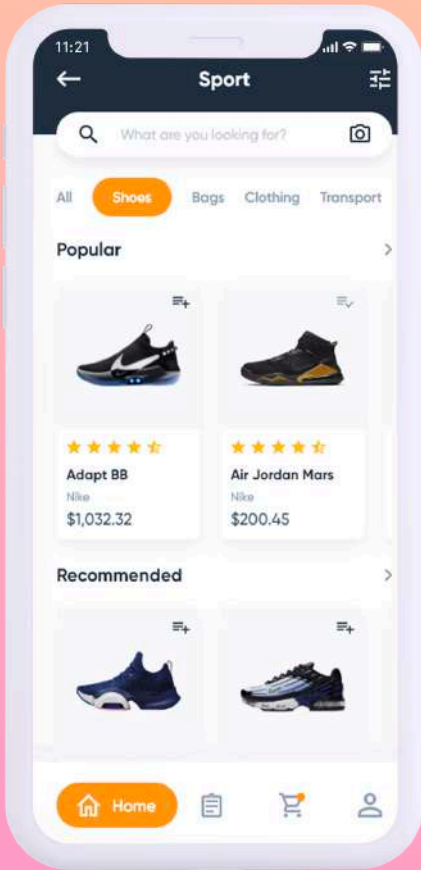 11:21
Sport
What are you looking for?
All Shoes Bags Clothing Transport
Popular
Adapt BB
Nike
$1,032.32
Air Jordan Mars
Nike
$200.45
Recommended
Home